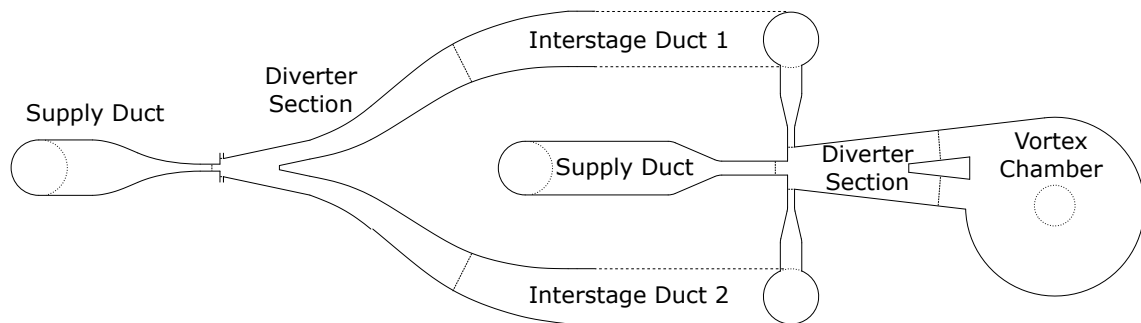 Interstage Duct 1
Diverter
Section
Supply Duct
Supply Duct
Diverter
Section
Vortex
Chamber
Interstage Duct 2